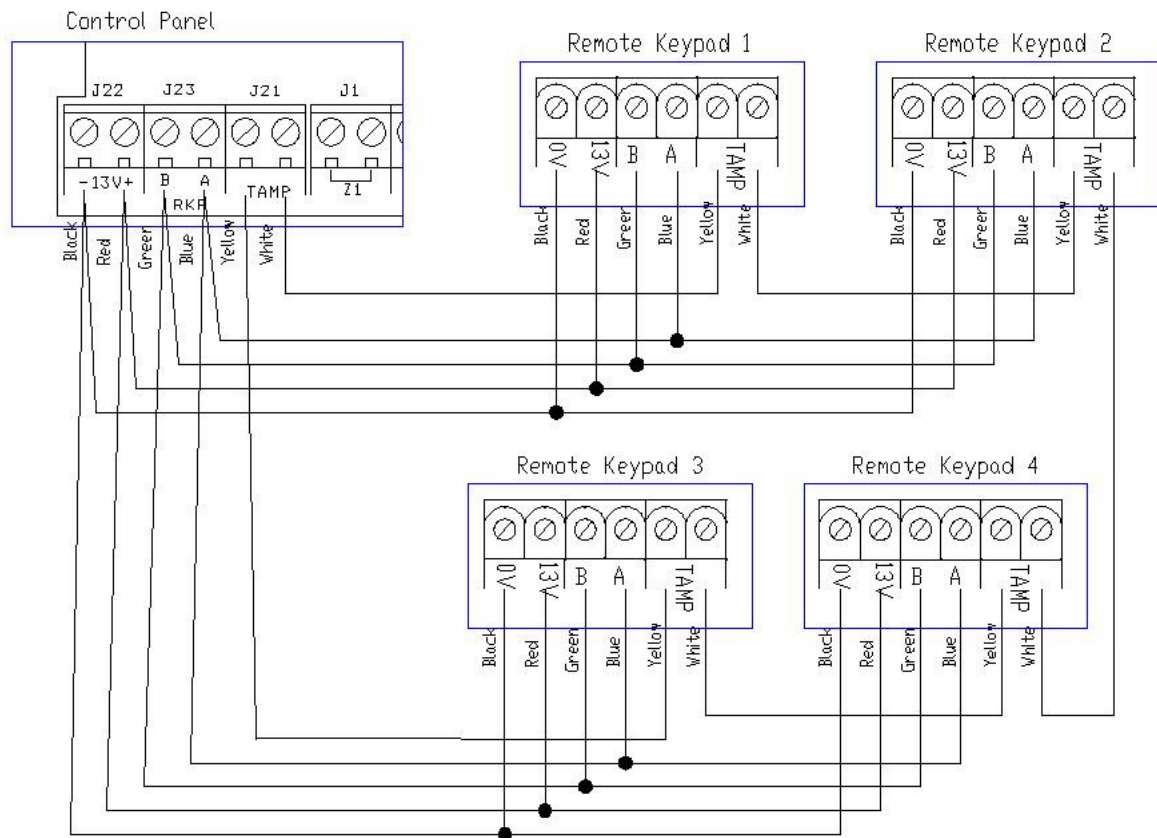 Control Panel
J22 J23 J21 J1
-13V+ B A TAMP Z1
RKP
Black Red Green Blue Yellow White
Remote Keypad 1
0V 13V B A TAMP
Black Red Green Blue Yellow White
Remote Keypad 2
0V 13V B A TAMP
Black Red Green Blue Yellow White
Remote Keypad 3
0V 13V B A TAMP
Black Red Green Blue Yellow White
Remote Keypad 4
0V 13V B A TAMP
Black Red Green Blue Yellow White